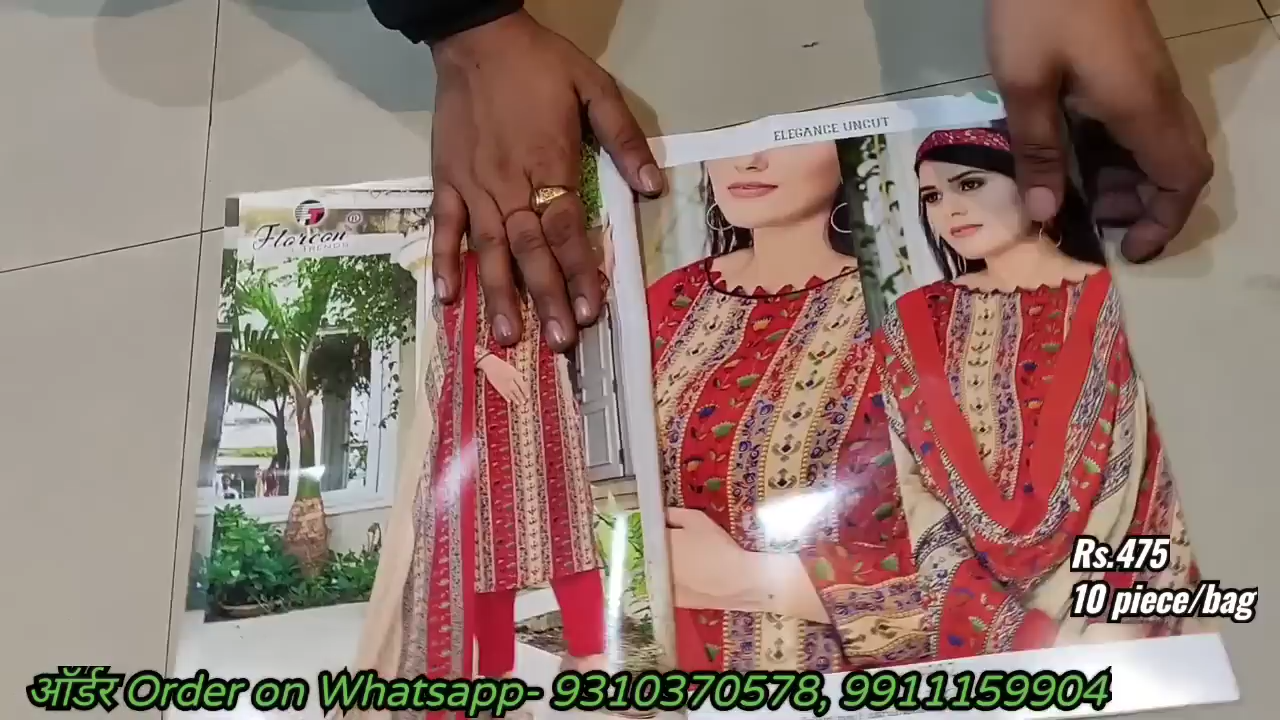 ELEGANCE UNCUT
Floreon
TRENDS
Rs.475
10 piece/bag
ऑर्डर Order on Whatsapp- 9310370578, 9911159904